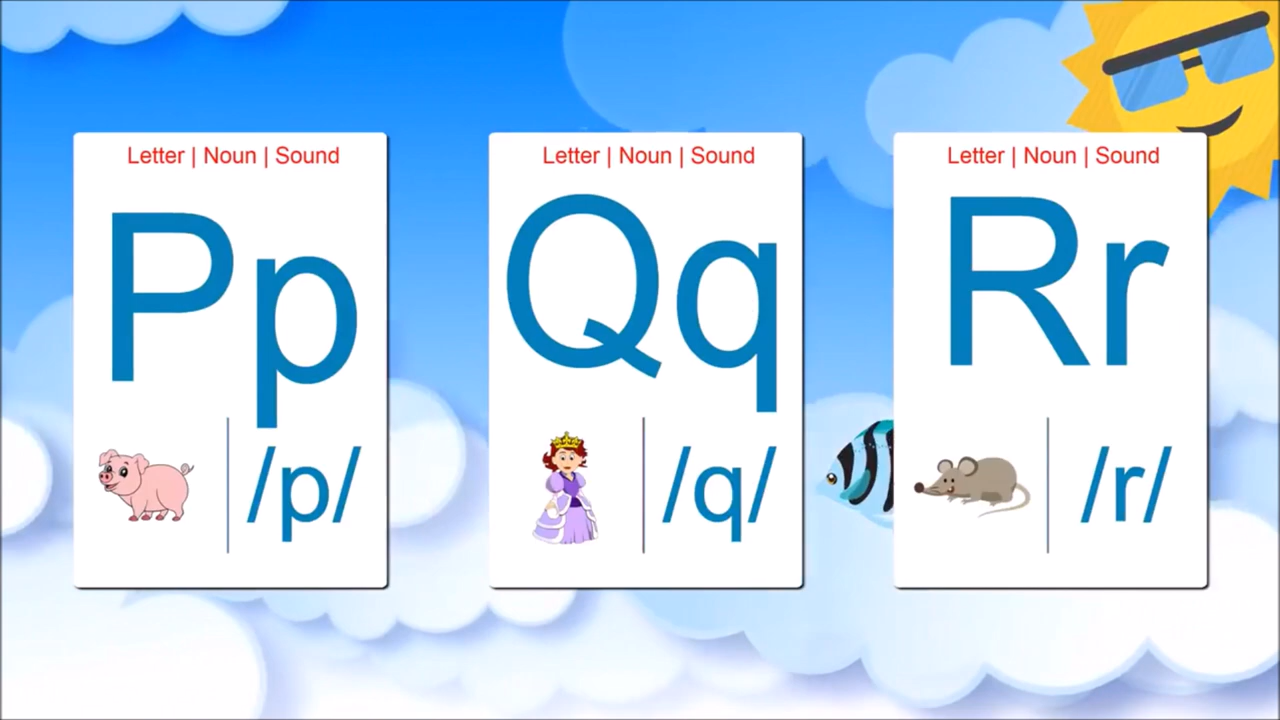 Letter | Noun | Sound
Pp
/p/
Letter | Noun | Sound
Qq
/q/
Letter | Noun | Sound
Rr
/r/